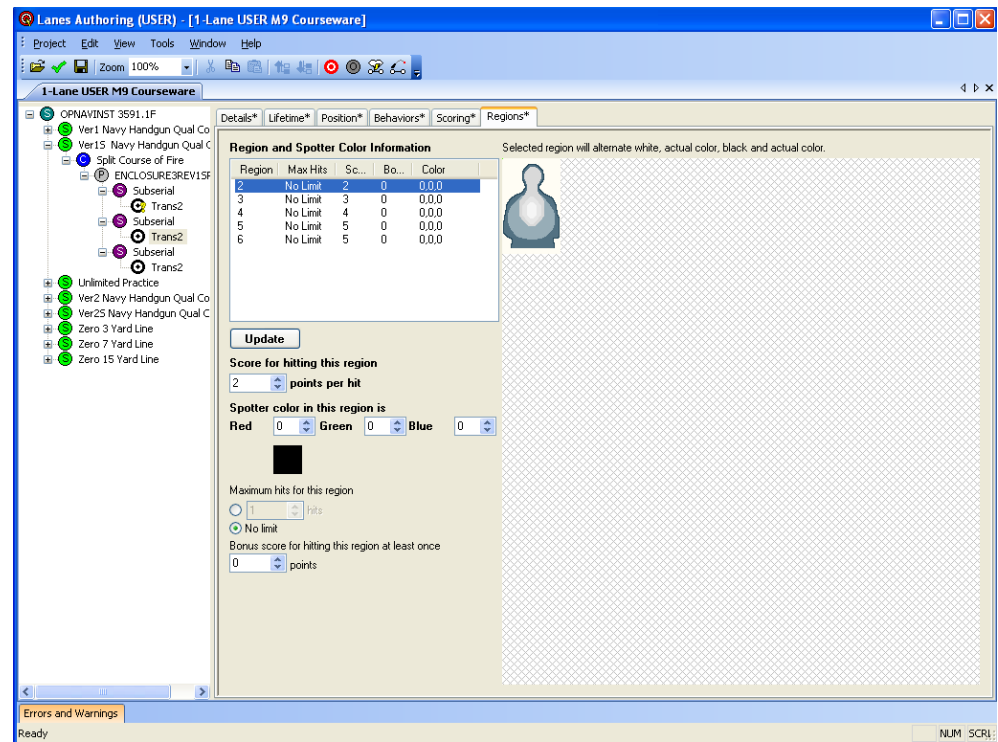 Lanes Authoring (USER) - [1-Lane USER M9 Courseware]
Project Edit View Tools Window Help
Zoom 100%
1-Lane USER M9 Courseware
OPNAVINST 3591.1F
Ver1 Navy Handgun Qual Co
Ver1S Navy Handgun Qual C
Split Course of Fire
ENCLOSURE3REV1SF
Subserial
Trans2
Subserial
Trans2
Subserial
Trans2
Unlimited Practice
Ver2 Navy Handgun Qual Co
Ver2S Navy Handgun Qual C
Zero 3 Yard Line
Zero 7 Yard Line
Zero 15 Yard Line
Details* Lifetime* Position* Behaviors* Scoring* Regions*
Region and Spotter Color Information
Region Max Hits Sc... Bo... Color
2 No Limit 2 0 0,0,0
3 No Limit 3 0 0,0,0
4 No Limit 4 0 0,0,0
5 No Limit 5 0 0,0,0
6 No Limit 5 0 0,0,0
Update
Score for hitting this region
2 points per hit
Spotter color in this region is
Red 0 Green 0 Blue 0
Maximum hits for this region
1 hits
No limit
Bonus score for hitting this region at least once
0 points
Selected region will alternate white, actual color, black and actual color.
Errors and Warnings
Ready NUM SCRL